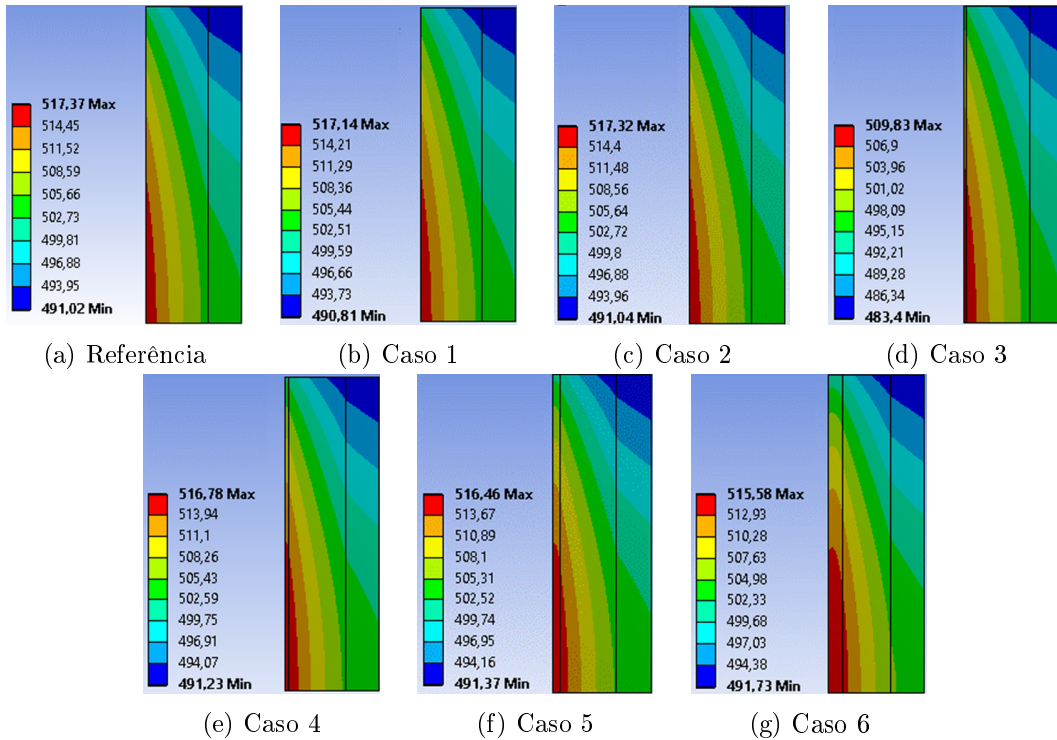 517,37 Max
514,45
511,52
508,59
505,66
502,73
499,81
496,88
493,95
491,02 Min
(a) Referência
517,14 Max
514,21
511,29
508,36
505,44
502,51
499,59
496,66
493,73
490,81 Min
(b) Caso 1
517,32 Max
514,4
511,48
508,56
505,64
502,72
499,8
496,88
493,96
491,04 Min
(c) Caso 2
509,83 Max
506,9
503,96
501,02
498,09
495,15
492,21
489,28
486,34
483,4 Min
(d) Caso 3
516,78 Max
513,94
511,1
508,26
505,43
502,59
499,75
496,91
494,07
491,23 Min
(e) Caso 4
516,46 Max
513,67
510,89
508,1
505,31
502,52
499,74
496,95
494,16
491,37 Min
(f) Caso 5
515,58 Max
512,93
510,28
507,63
504,98
502,33
499,68
497,03
494,38
491,73 Min
(g) Caso 6